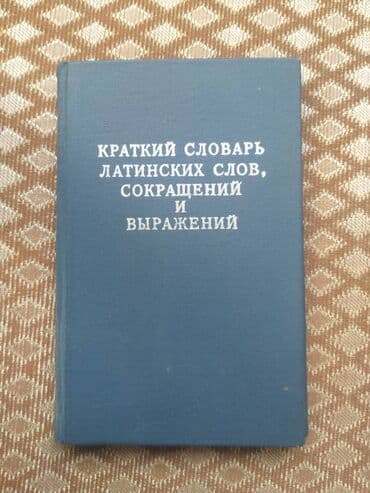 КРАТКИЙ СЛОВАРЬ
ЛАТИНСКИХ СЛОВ,
СОКРАЩЕНИЙ
И
ВЫРАЖЕНИЙ